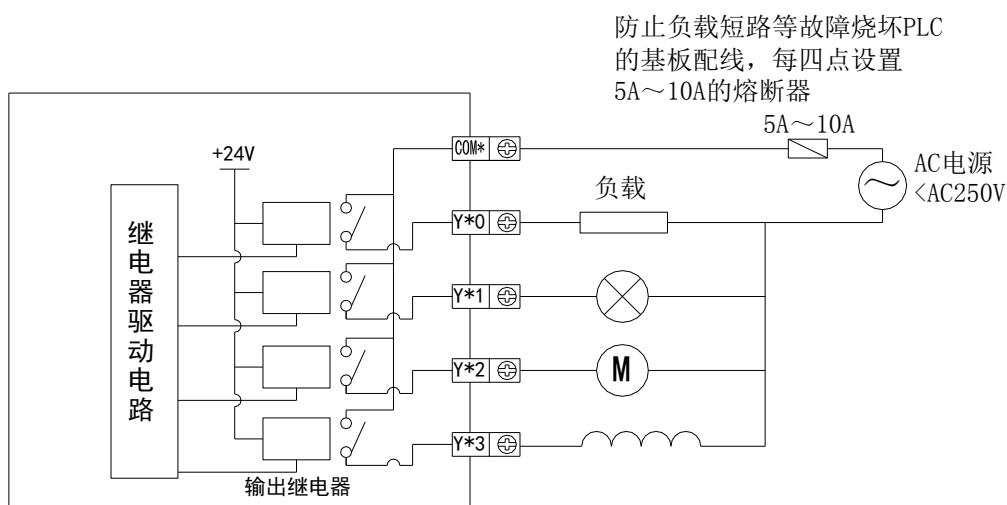 防止负载短路等故障烧坏PLC
的基板配线，每四点设置
5A～10A的熔断器
5A～10A
COM*
+24V
AC电源
<AC250V
负载
Y*0
继电器驱动电路
Y*1
Y*2
M
Y*3
输出继电器